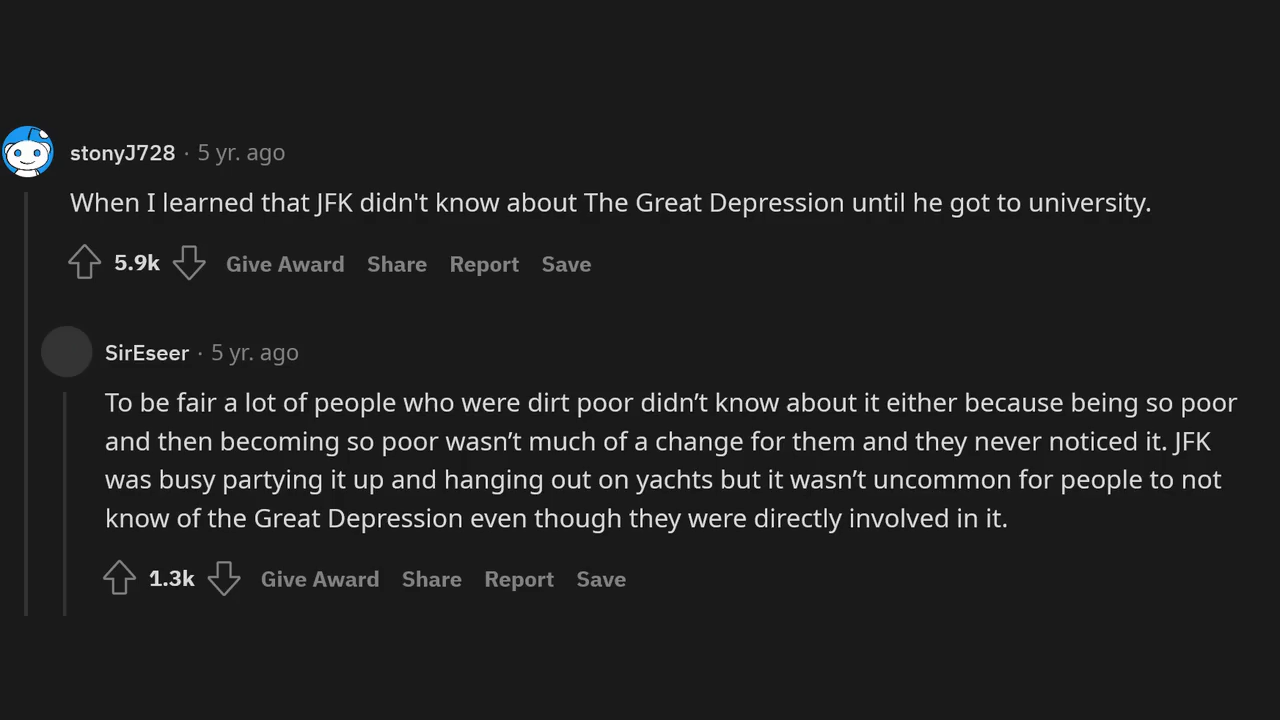 stonyJ728 · 5 yr. ago
When I learned that JFK didn't know about The Great Depression until he got to university.
5.9k Give Award Share Report Save
SirEseer · 5 yr. ago
To be fair a lot of people who were dirt poor didn’t know about it either because being so poor
and then becoming so poor wasn’t much of a change for them and they never noticed it. JFK
was busy partying it up and hanging out on yachts but it wasn’t uncommon for people to not
know of the Great Depression even though they were directly involved in it.
1.3k Give Award Share Report Save